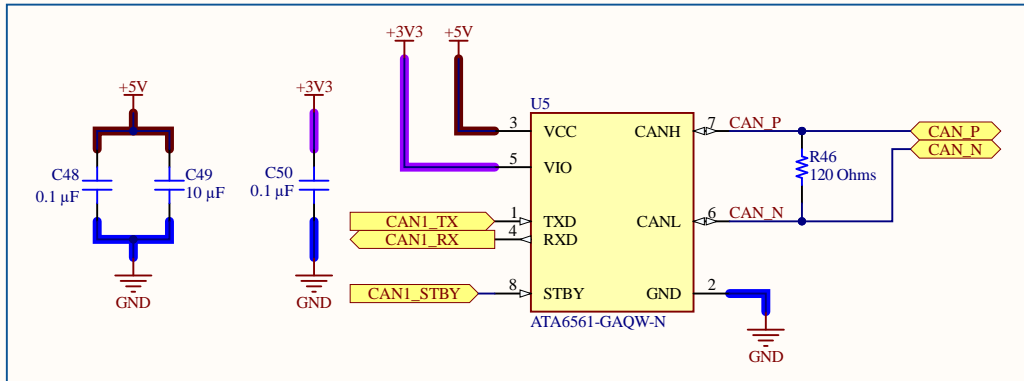 +3V3
+5V
+5V
+3V3
U5
3 VCC CANH 7 CAN_P
CAN_P
CAN_N
C48
0.1 µF
C49
10 µF
C50
0.1 µF
5 VIO
R46
120 Ohms
CAN1_TX 1 TXD CANL 6 CAN_N
CAN1_RX 4 RXD
CAN1_STBY 8 STBY GND 2
GND
GND
ATA6561-GAQW-N
GND